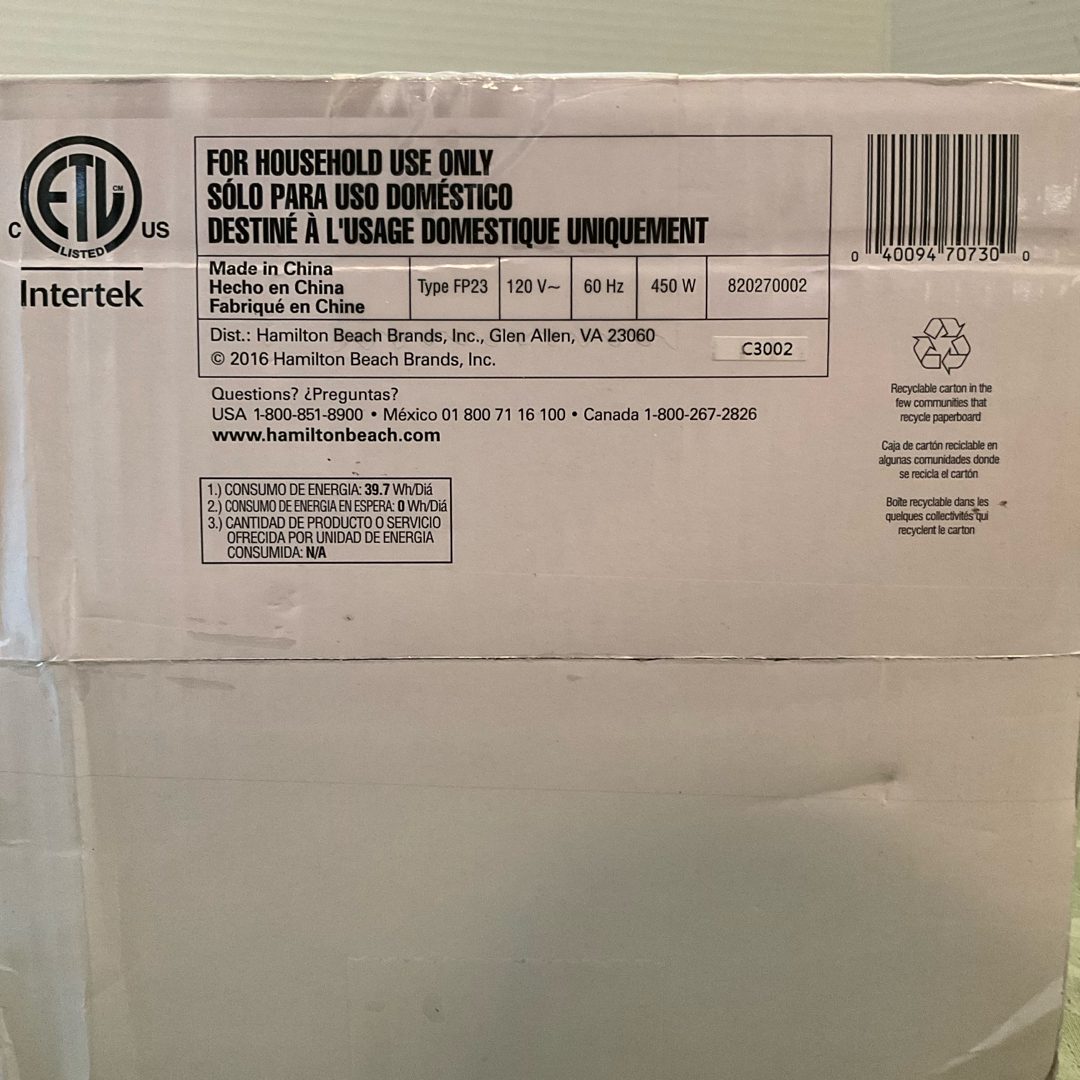 ETL CM
C US
LISTED
Intertek
FOR HOUSEHOLD USE ONLY
SÓLO PARA USO DOMÉSTICO
DESTINÉ À L'USAGE DOMESTIQUE UNIQUEMENT
Made in China
Hecho en China
Fabriqué en Chine
Type FP23 120 V~ 60 Hz 450 W 820270002
Dist.: Hamilton Beach Brands, Inc., Glen Allen, VA 23060
© 2016 Hamilton Beach Brands, Inc.
C3002
Questions? ¿Preguntas?
USA 1-800-851-8900 • México 01 800 71 16 100 • Canada 1-800-267-2826
www.hamiltonbeach.com
1.) CONSUMO DE ENERGIA: 39.7 Wh/Diá
2.) CONSUMO DE ENERGIA EN ESPERA: 0 Wh/Diá
3.) CANTIDAD DE PRODUCTO O SERVICIO
OFRECIDA POR UNIDAD DE ENERGIA
CONSUMIDA: N/A
0 40094 70730 0
Recyclable carton in the
few communities that
recycle paperboard
Caja de cartón reciclable en
algunas comunidades donde
se recicla el cartón
Boîte recyclable dans les
quelques collectivités qui
recyclent le carton